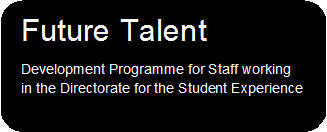 Future Talent
Development Programme for Staff working
in the Directorate for the Student Experience